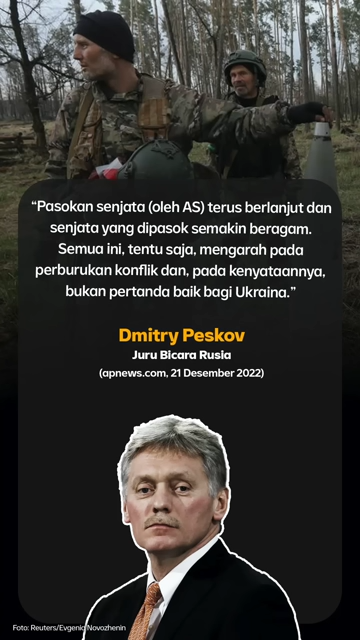 “Pasokan senjata (oleh AS) terus berlanjut dan
senjata yang dipasok semakin beragam.
Semua ini, tentu saja, mengarah pada
perburukan konflik dan, pada kenyataannya,
bukan pertanda baik bagi Ukraina.”
Dmitry Peskov
Juru Bicara Rusia
(apnews.com, 21 Desember 2022)
Foto: Reuters/Evgenia Novozhenin